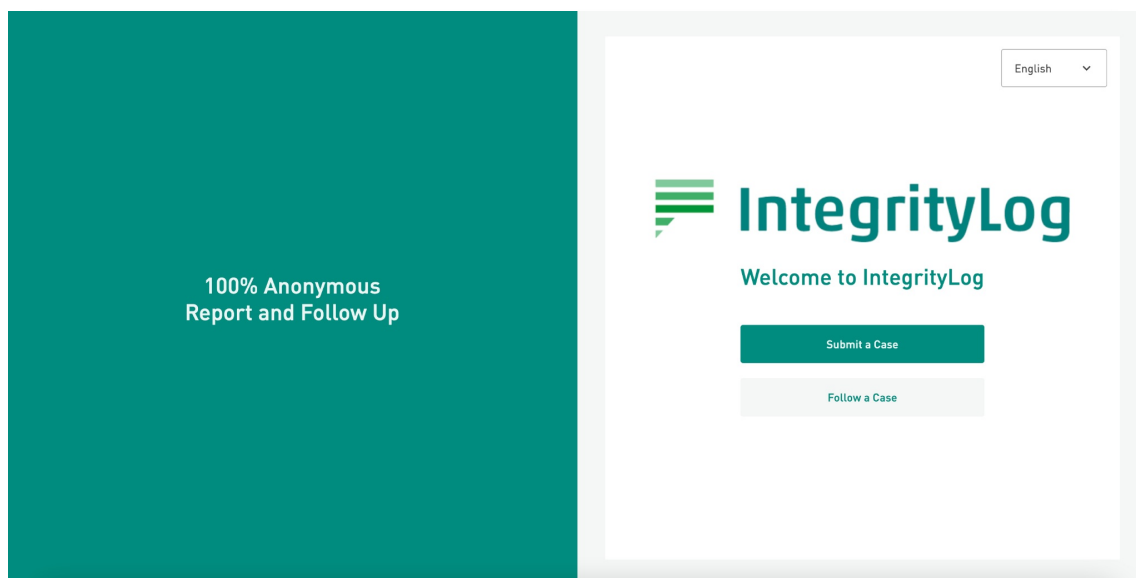 100% Anonymous
Report and Follow Up
English
IntegrityLog
Welcome to IntegrityLog
Submit a Case
Follow a Case